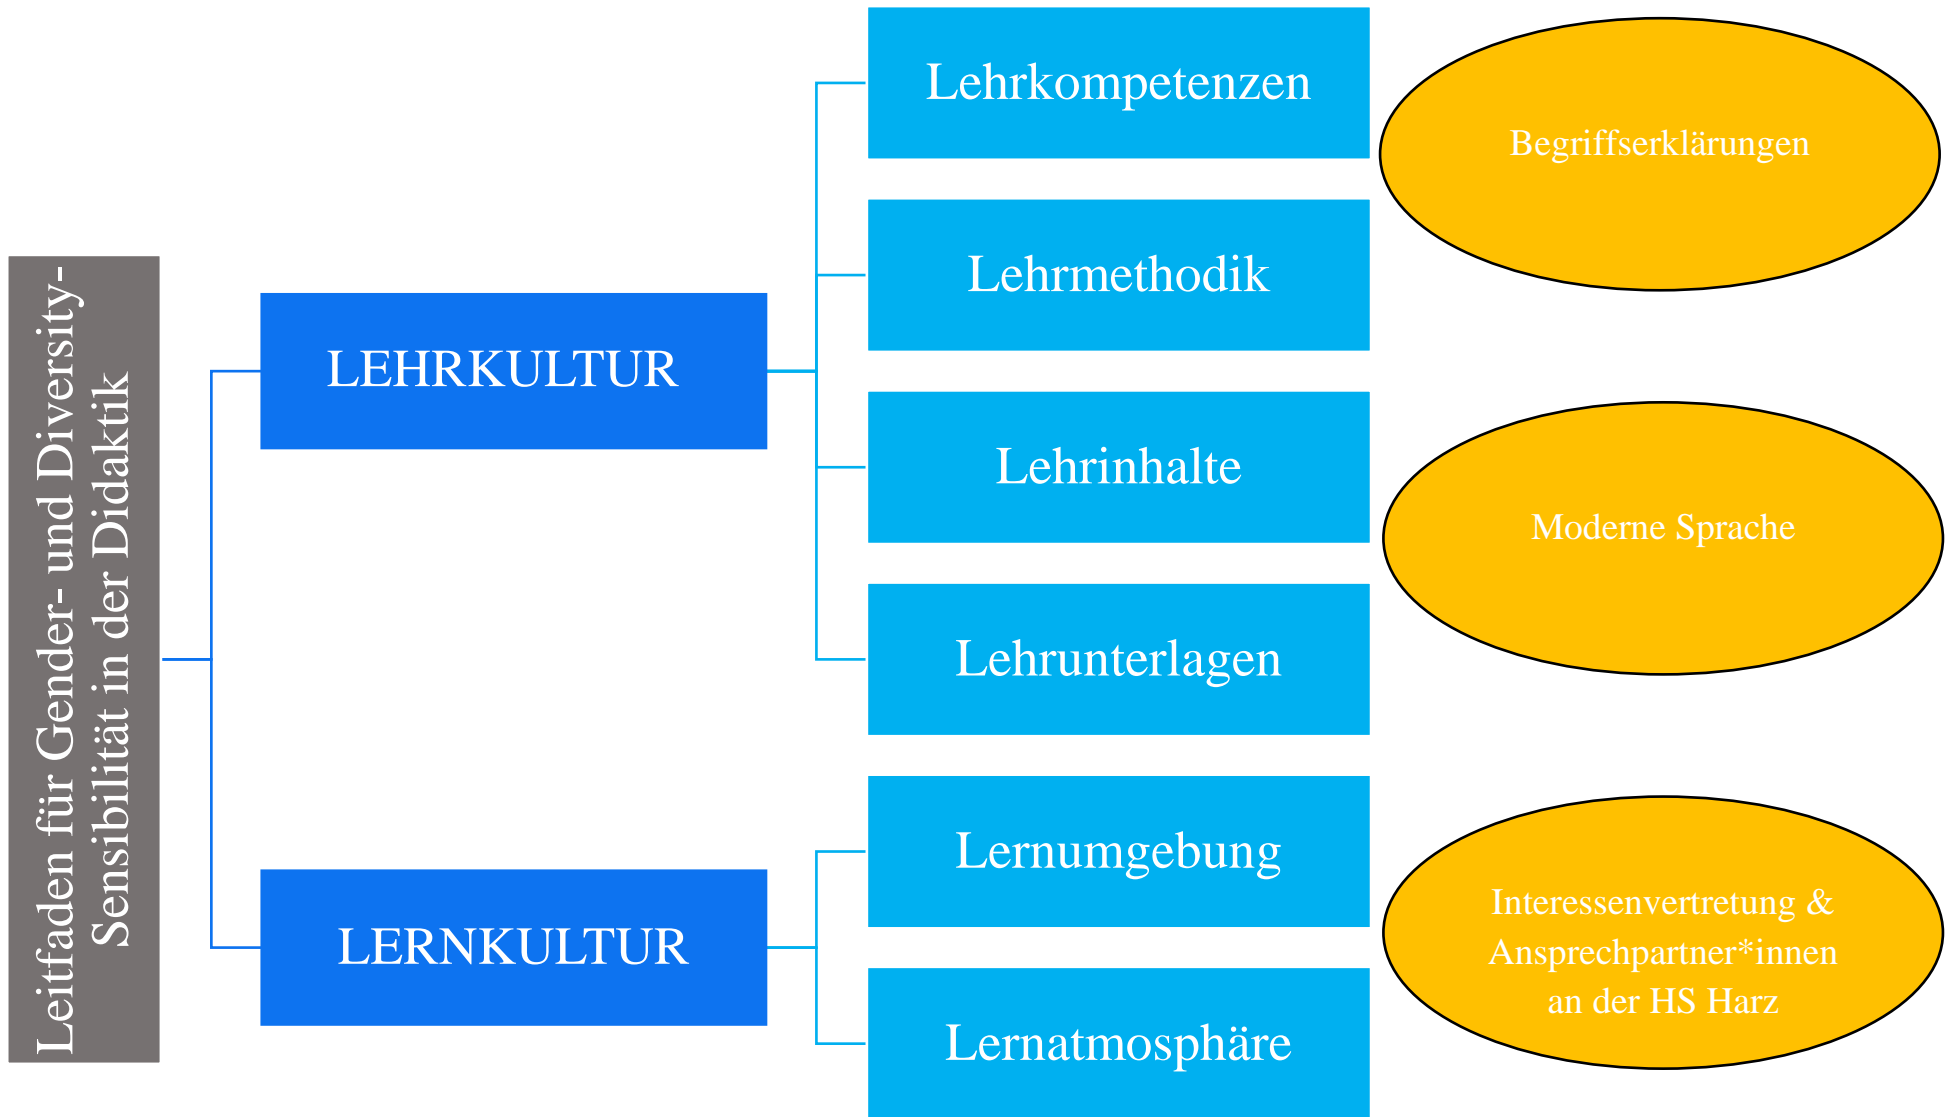 Leitfaden für Gender- und Diversity-
Sensibilität in der Didaktik
LEHRKULTUR
Lehrkompetenzen
Lehrmethodik
Lehrinhalte
Lehrunterlagen
LERNKULTUR
Lernumgebung
Lernatmosphäre
Begriffserklärungen
Moderne Sprache
Interessenvertretung &
Ansprechpartner*innen
an der HS Harz